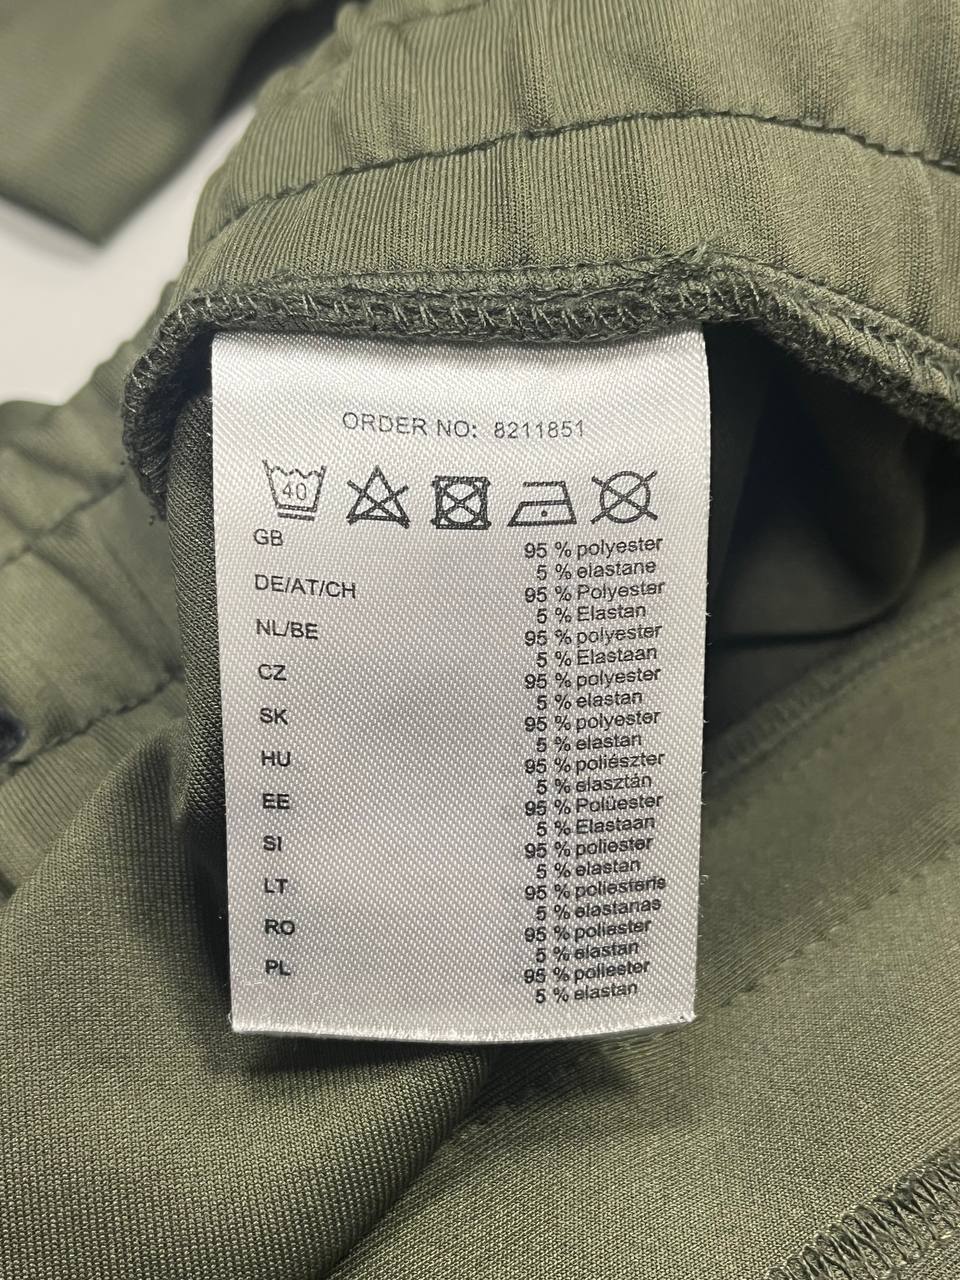 ORDER NO: 8211851
40
GB 95 % polyester
5 % elastane
DE/AT/CH 95 % Polyester
5 % Elastan
NL/BE 95 % polyester
5 % Elastaan
CZ 95 % polyester
5 % elastan
SK 95 % polyester
5 % elastan
HU 95 % poliészter
5 % elasztán
EE 95 % Polüester
5 % Elastaan
SI 95 % poliester
5 % elastan
LT 95 % poliesteris
5 % elastanas
RO 95 % poliester
5 % elastan
PL 95 % poliester
5 % elastan